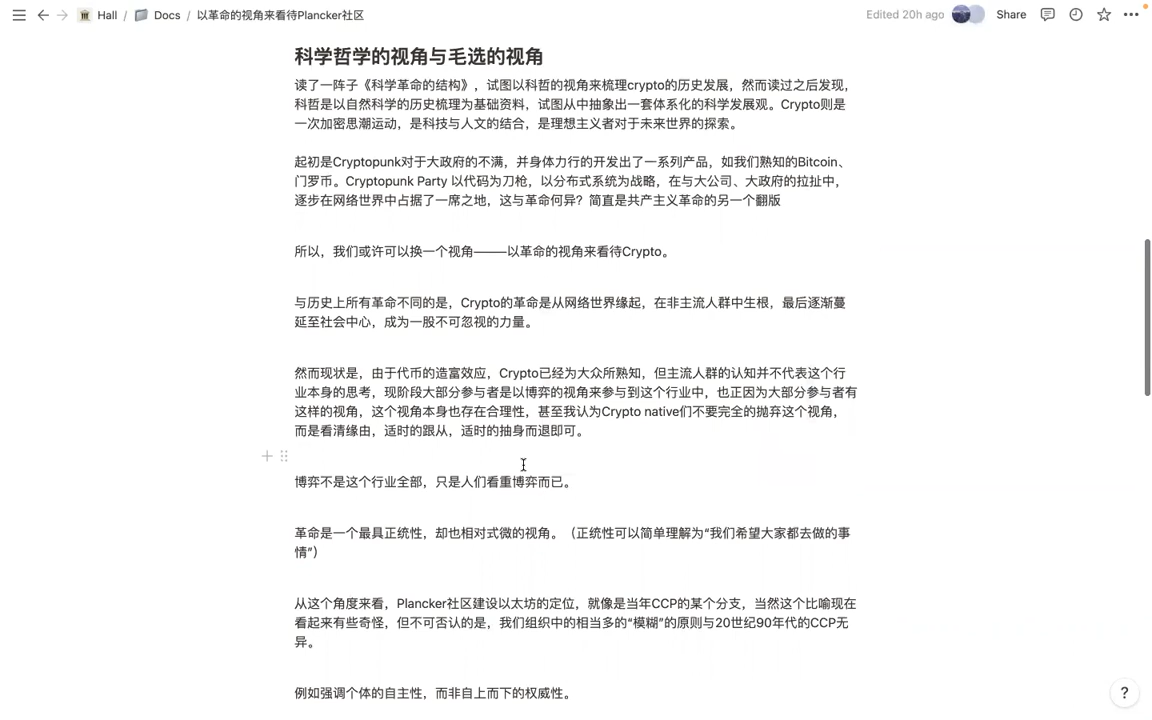 Hall / Docs / 以革命的视角来看待Plancker社区
Edited 20h ago
Share
科学哲学的视角与毛选的视角
读了一阵子《科学革命的结构》，试图以科哲的视角来梳理crypto的历史发展，然而读过之后发现，
科哲是以自然科学的历史梳理为基础资料，试图从中抽象出一套体系化的科学发展观。Crypto则是
一次加密思潮运动，是科技与人文的结合，是理想主义者对于未来世界的探索。
起初是Cryptopunk对于大政府的不满，并身体力行的开发出了一系列产品，如我们熟知的Bitcoin、
门罗币。Cryptopunk Party 以代码为刀枪，以分布式系统为战略，在与大公司、大政府的拉扯中，
逐步在网络世界中占据了一席之地，这与革命何异？简直是共产主义革命的另一个翻版
所以，我们或许可以换一个视角———以革命的视角来看待Crypto。
与历史上所有革命不同的是，Crypto的革命是从网络世界缘起，在非主流人群中生根，最后逐渐蔓
延至社会中心，成为一股不可忽视的力量。
然而现状是，由于代币的造富效应，Crypto已经为大众所熟知，但主流人群的认知并不代表这个行
业本身的思考，现阶段大部分参与者是以博弈的视角来参与到这个行业中，也正因为大部分参与者有
这样的视角，这个视角本身也存在合理性，甚至我认为Crypto native们不要完全的抛弃这个视角，
而是看清缘由，适时的跟从，适时的抽身而退即可。
博弈不是这个行业全部，只是人们看重博弈而已。
革命是一个最具正统性，却也相对式微的视角。（正统性可以简单理解为“我们希望大家都去做的事
情”）
从这个角度来看，Plancker社区建设以太坊的定位，就像是当年CCP的某个分支，当然这个比喻现在
看起来有些奇怪，但不可否认的是，我们组织中的相当多的“模糊”的原则与20世纪90年代的CCP无
异。
例如强调个体的自主性，而非自上而下的权威性。
?